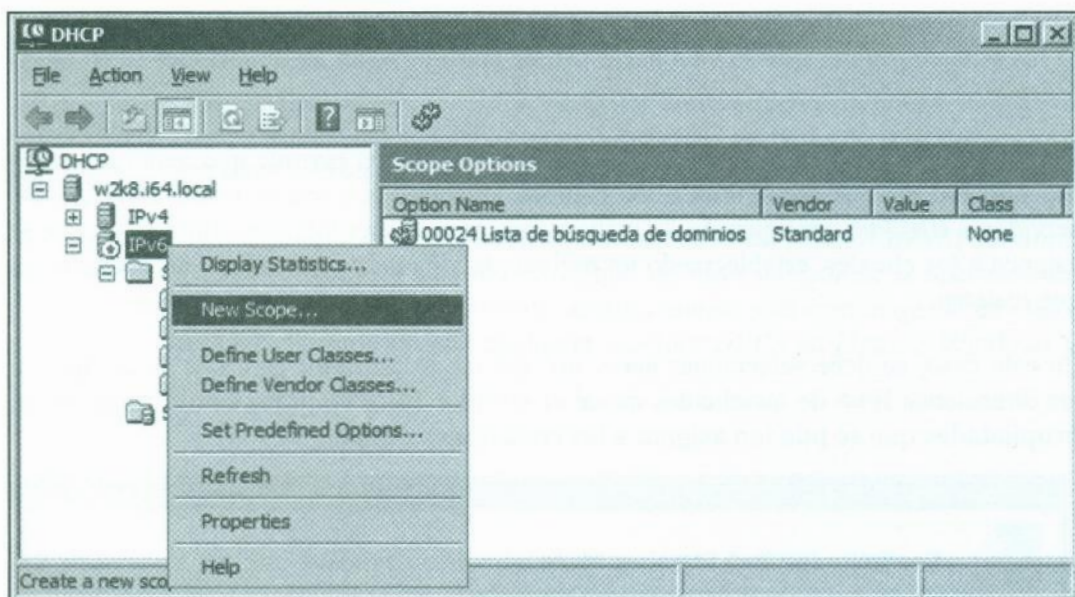 DHCP
File Action View Help
DHCP
w2k8.i64.local
IPv4
IPv6
Scope Options
Option Name Vendor Value Class
00024 Lista de búsqueda de dominios Standard None
Display Statistics...
New Scope...
Define User Classes...
Define Vendor Classes...
Set Predefined Options...
Refresh
Properties
Help
Create a new